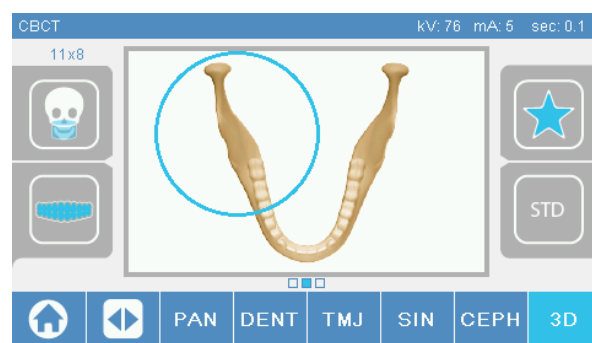 CBCT kV: 76 mA: 5 sec: 0.1
11x8
STD
PAN DENT TMJ SIN CEPH 3D